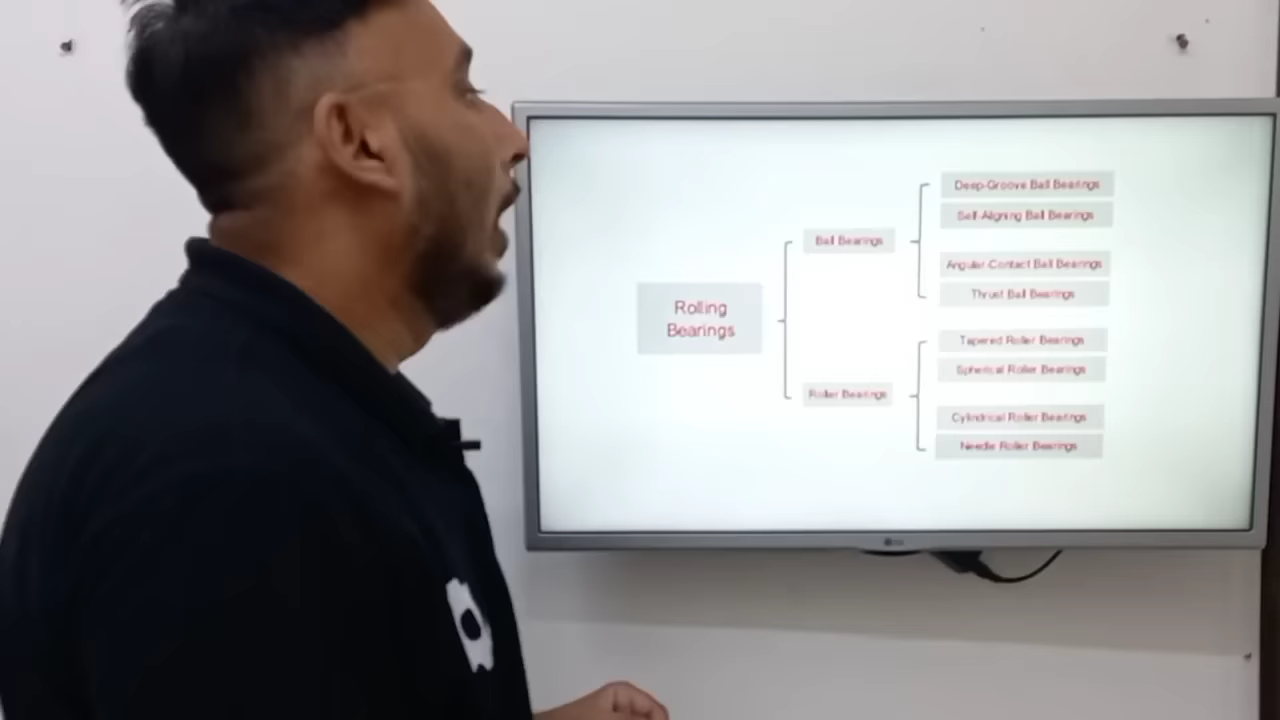 Rolling
Bearings
Ball Bearings
Deep-Groove Ball Bearings
Self-Aligning Ball Bearings
Angular-Contact Ball Bearings
Thrust Ball Bearings
Roller Bearings
Tapered Roller Bearings
Spherical Roller Bearings
Cylindrical Roller Bearings
Needle Roller Bearings